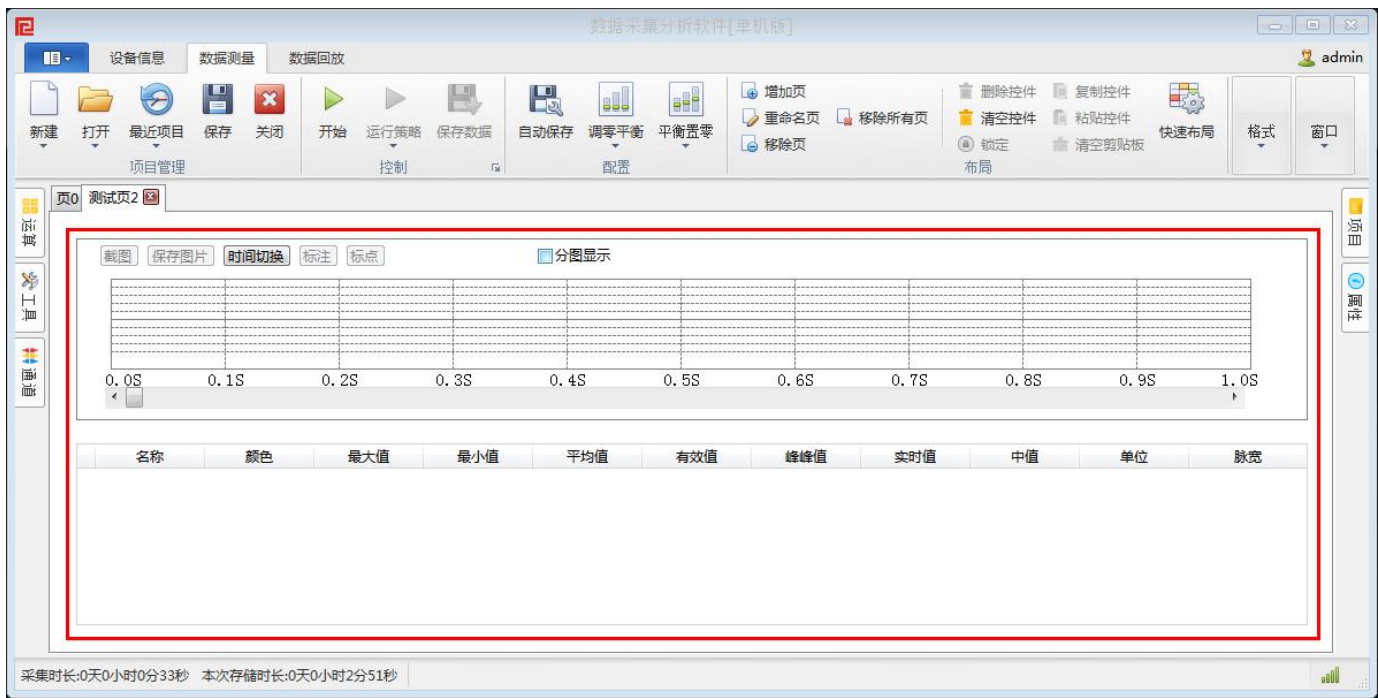 数据采集分析软件[单机版]
设备信息 数据测量 数据回放 admin
新建 打开 最近项目 保存 关闭 开始 运行策略 保存数据 自动保存 调零平衡 平衡置零
增加页
重命名页 移除所有页
移除页
删除控件 复制控件
清空控件 粘贴控件
锁定 清空剪贴板
快速布局 格式 窗口
项目管理 控制 配置 布局
页0 测试页2
运算
工具
通道
项目
属性
截图 保存图片 时间切换 标注 标点 分图显示
0.0S 0.1S 0.2S 0.3S 0.4S 0.5S 0.6S 0.7S 0.8S 0.9S 1.0S
名称 颜色 最大值 最小值 平均值 有效值 峰峰值 实时值 中值 单位 脉宽
采集时长:0天0小时0分33秒 本次存储时长:0天0小时2分51秒